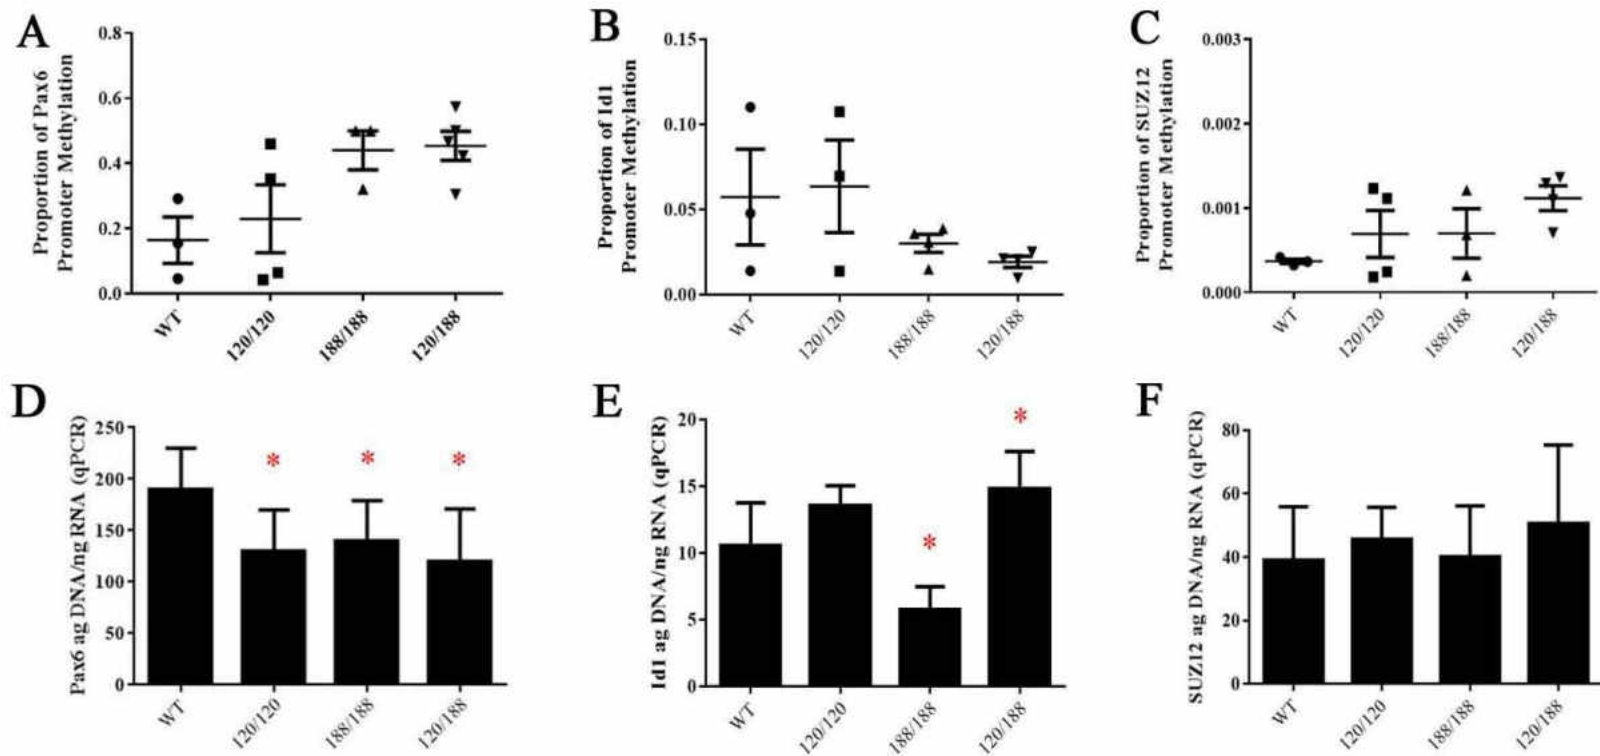 A
Proportion of Pax6
Promoter Methylation
0.8
0.6
0.4
0.2
0.0
WT
120/120
188/188
120/188
B
Proportion of Id1
Promoter Methylation
0.15
0.10
0.05
0.00
WT
120/120
188/188
120/188
C
Proportion of SUZ12
Promoter Methylation
0.003
0.002
0.001
0.000
WT
120/120
188/188
120/188
D
Pax6 ag DNA/ng RNA (qPCR)
250
200
150
100
50
0
*
*
*
WT
120/120
188/188
120/188
E
Id1 ag DNA/ng RNA (qPCR)
20
15
10
5
0
*
*
WT
120/120
188/188
120/188
F
SUZ12 ag DNA/ng RNA (qPCR)
80
60
40
20
0
WT
120/120
188/188
120/188